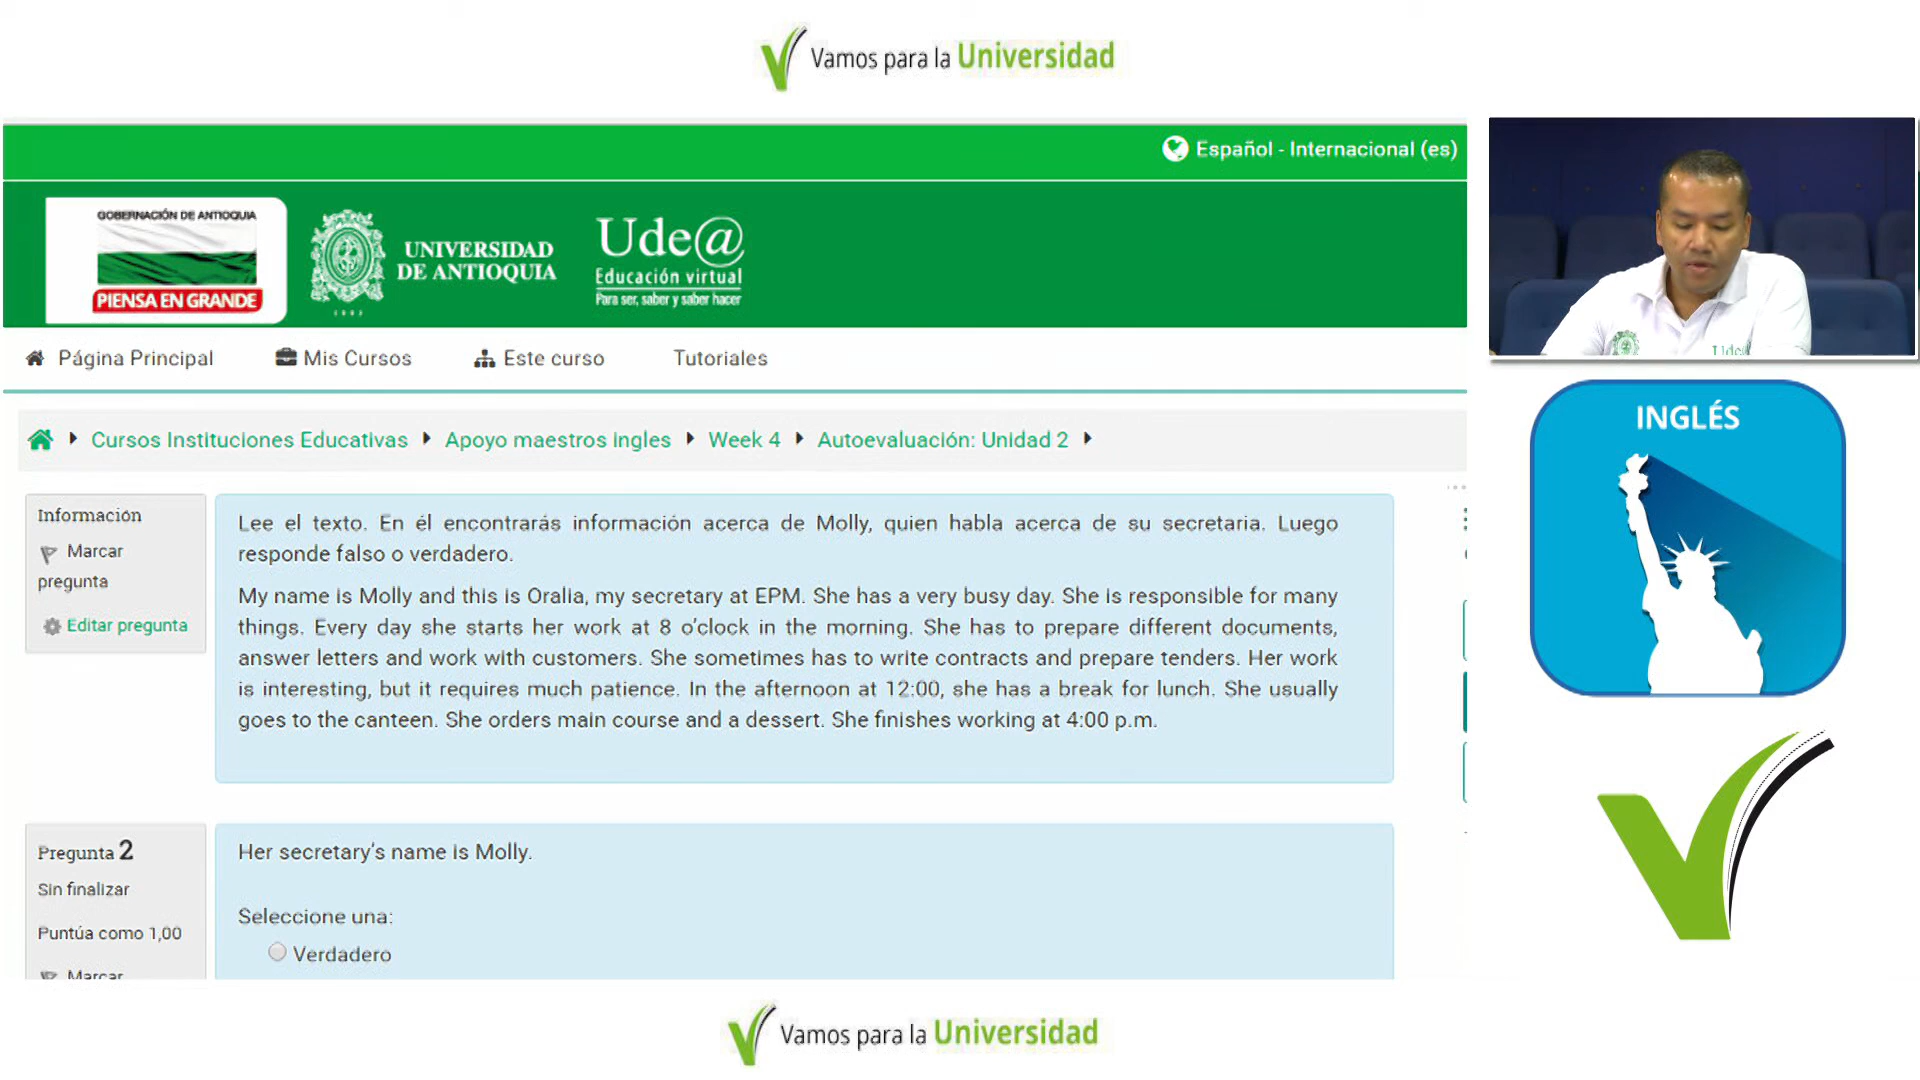 Vamos para la Universidad
Español - Internacional (es)
GOBERNACIÓN DE ANTIOQUIA
PIENSA EN GRANDE
UNIVERSIDAD
DE ANTIOQUIA
1803
Ude@
Educación virtual
Para ser, saber y saber hacer
Página Principal
Mis Cursos
Este curso
Tutoriales
Cursos Instituciones Educativas
Apoyo maestros ingles
Week 4
Autoevaluación: Unidad 2
Información
Marcar
pregunta
Editar pregunta
Lee el texto. En él encontrarás información acerca de Molly, quien habla acerca de su secretaria. Luego
responde falso o verdadero.
My name is Molly and this is Oralia, my secretary at EPM. She has a very busy day. She is responsible for many
things. Every day she starts her work at 8 o'clock in the morning. She has to prepare different documents,
answer letters and work with customers. She sometimes has to write contracts and prepare tenders. Her work
is interesting, but it requires much patience. In the afternoon at 12:00, she has a break for lunch. She usually
goes to the canteen. She orders main course and a dessert. She finishes working at 4:00 p.m.
Pregunta 2
Sin finalizar
Puntúa como 1,00
Marcar
Her secretary's name is Molly.
Seleccione una:
Verdadero
Ude@
INGLÉS
Vamos para la Universidad